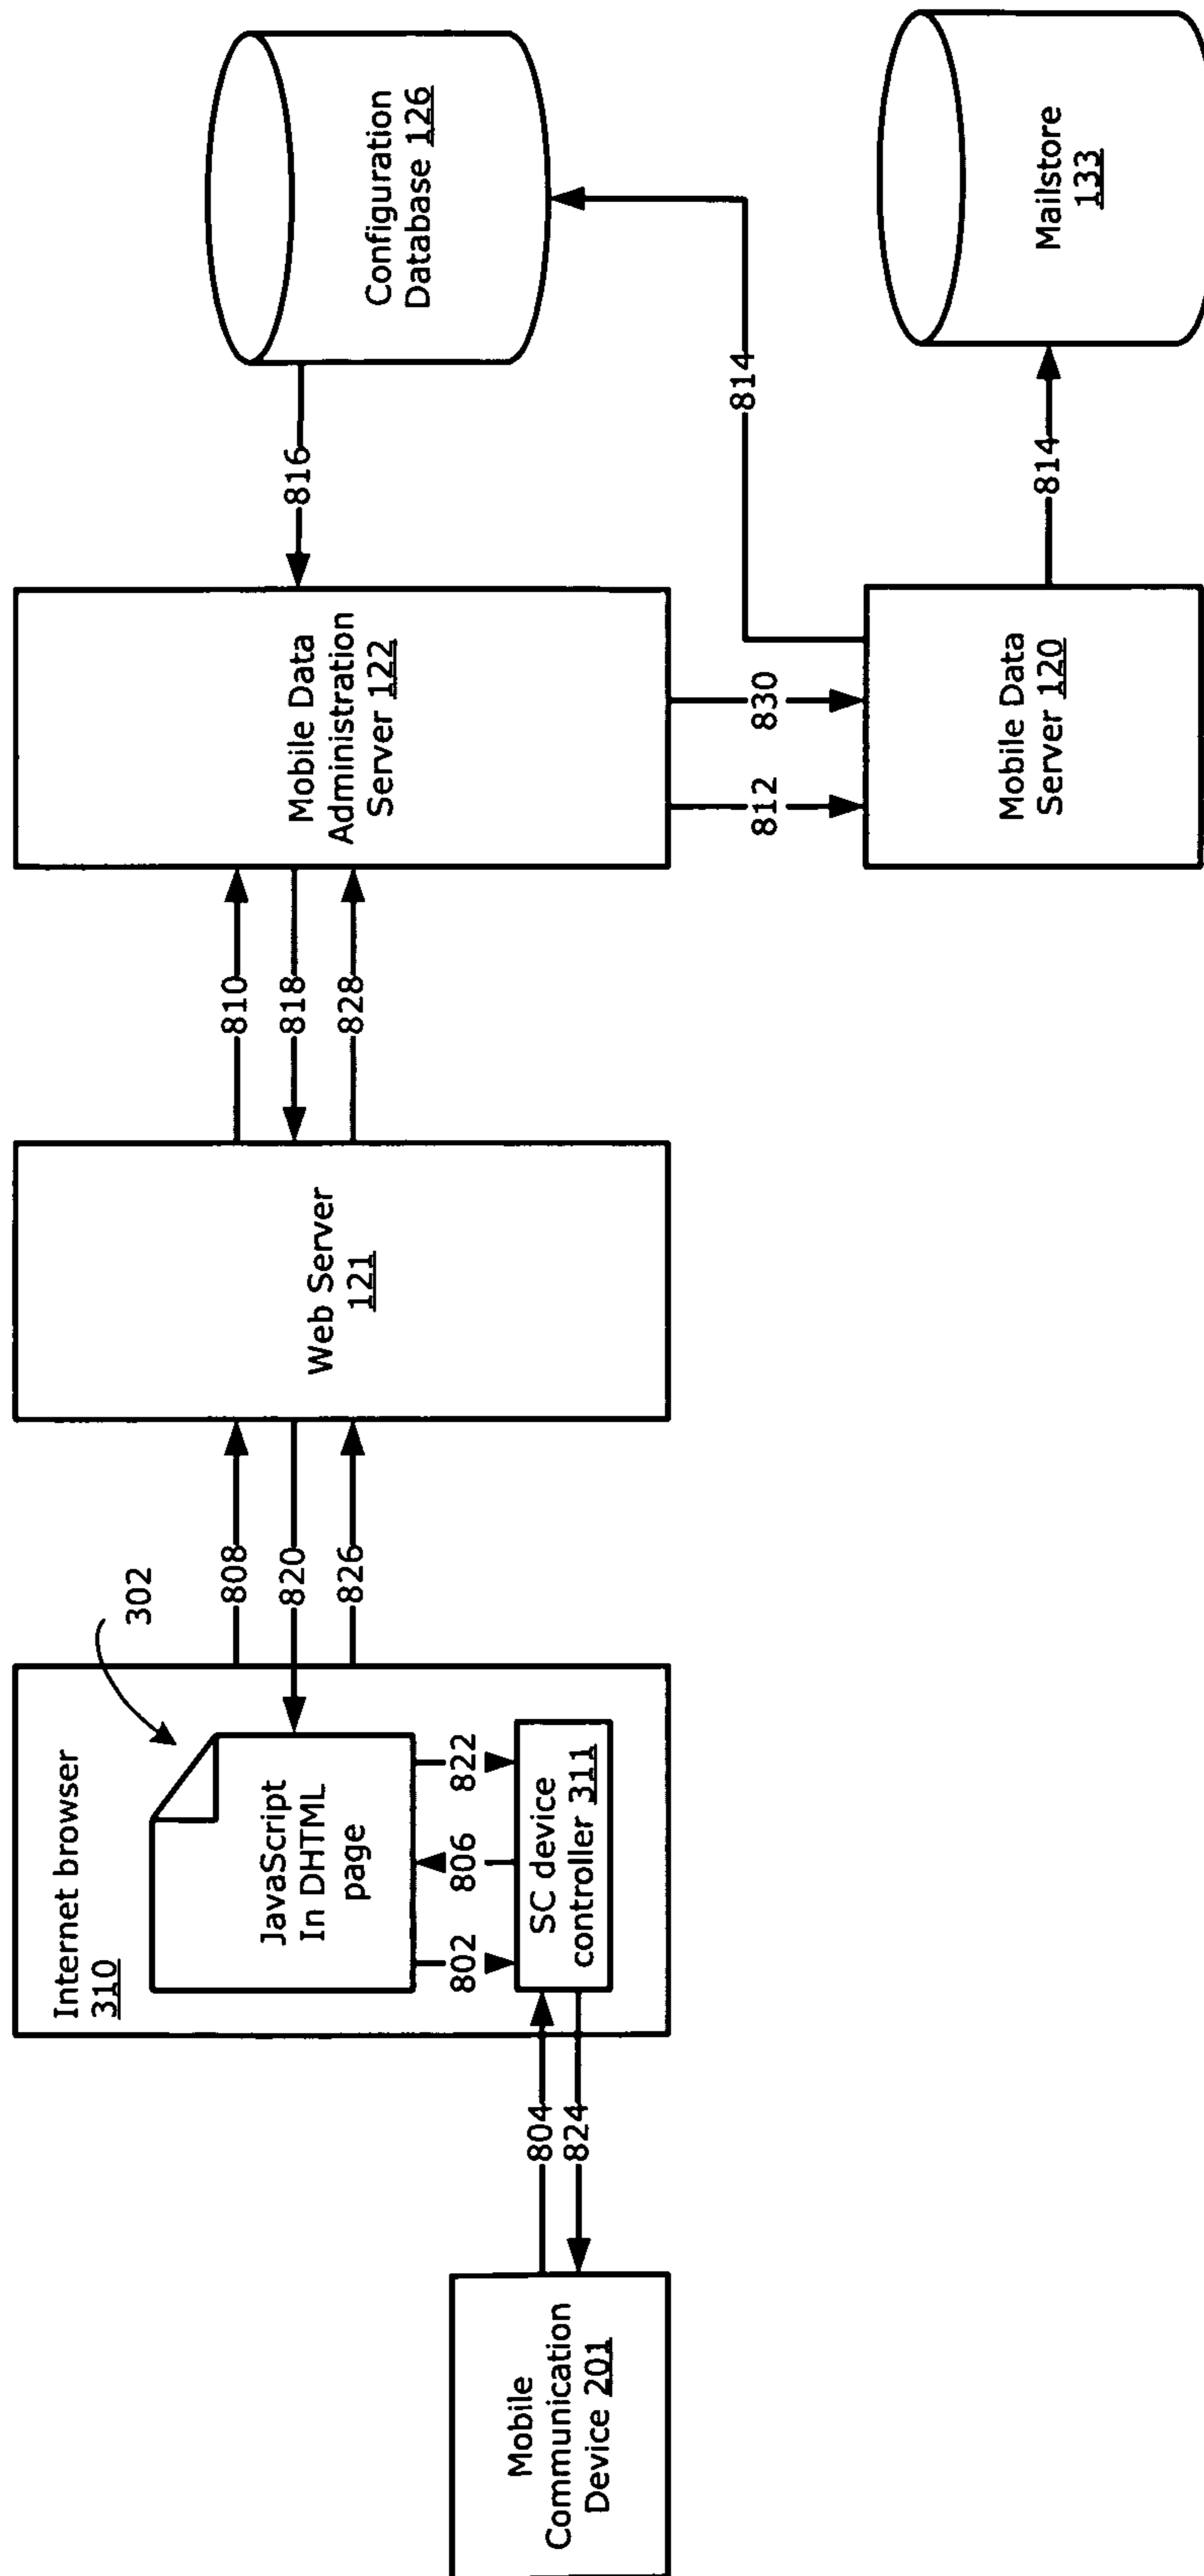 Internet browser
310
302
JavaScript
In DHTML
page
802
806
822
SC device
controller 311
Mobile
Communication
Device 201
804
824
808
820
826
Web Server
121
810
818
828
Mobile Data
Administration
Server 122
816
Configuration
Database 126
812
830
814
Mobile Data
Server 120
814
Mailstore
133